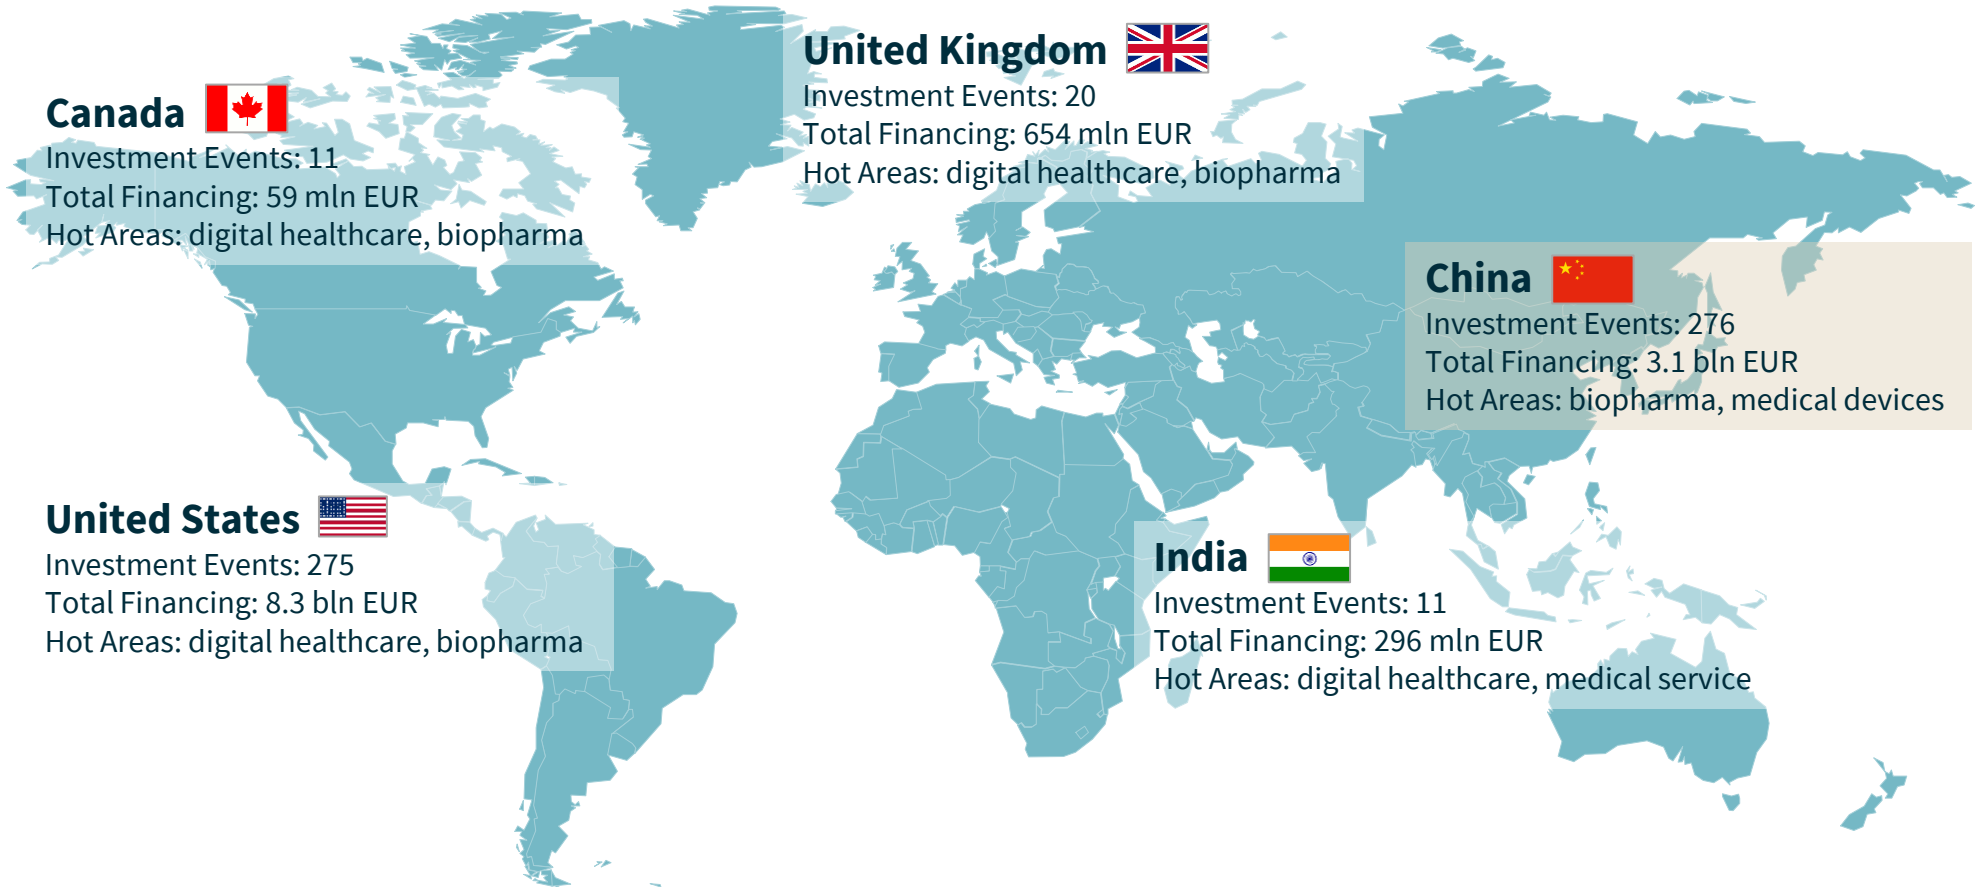 United Kingdom
Investment Events: 20
Total Financing: 654 mln EUR
Hot Areas: digital healthcare, biopharma
Canada
Investment Events: 11
Total Financing: 59 mln EUR
Hot Areas: digital healthcare, biopharma
China
Investment Events: 276
Total Financing: 3.1 bln EUR
Hot Areas: biopharma, medical devices
United States
Investment Events: 275
Total Financing: 8.3 bln EUR
Hot Areas: digital healthcare, biopharma
India
Investment Events: 11
Total Financing: 296 mln EUR
Hot Areas: digital healthcare, medical service